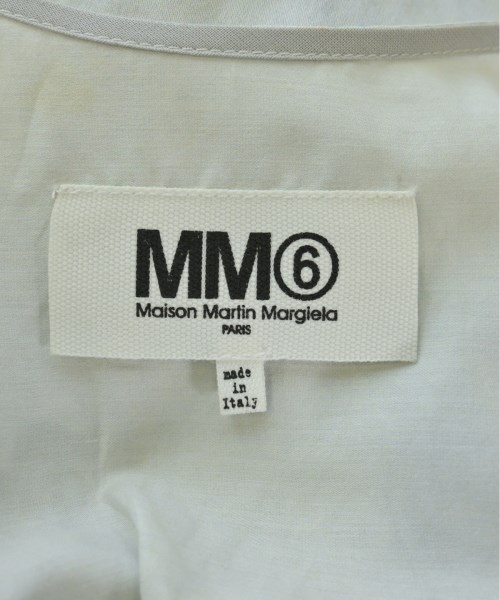 MM⑥
Maison Martin Margiela
PARIS
made
in
Italy